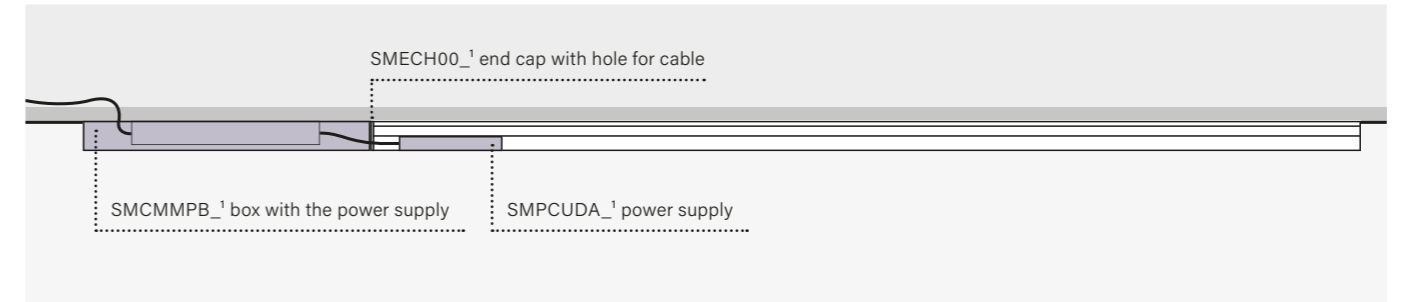 SMECH00_¹ end cap with hole for cable
SMCMMPB_¹ box with the power supply
SMPCUDA_¹ power supply